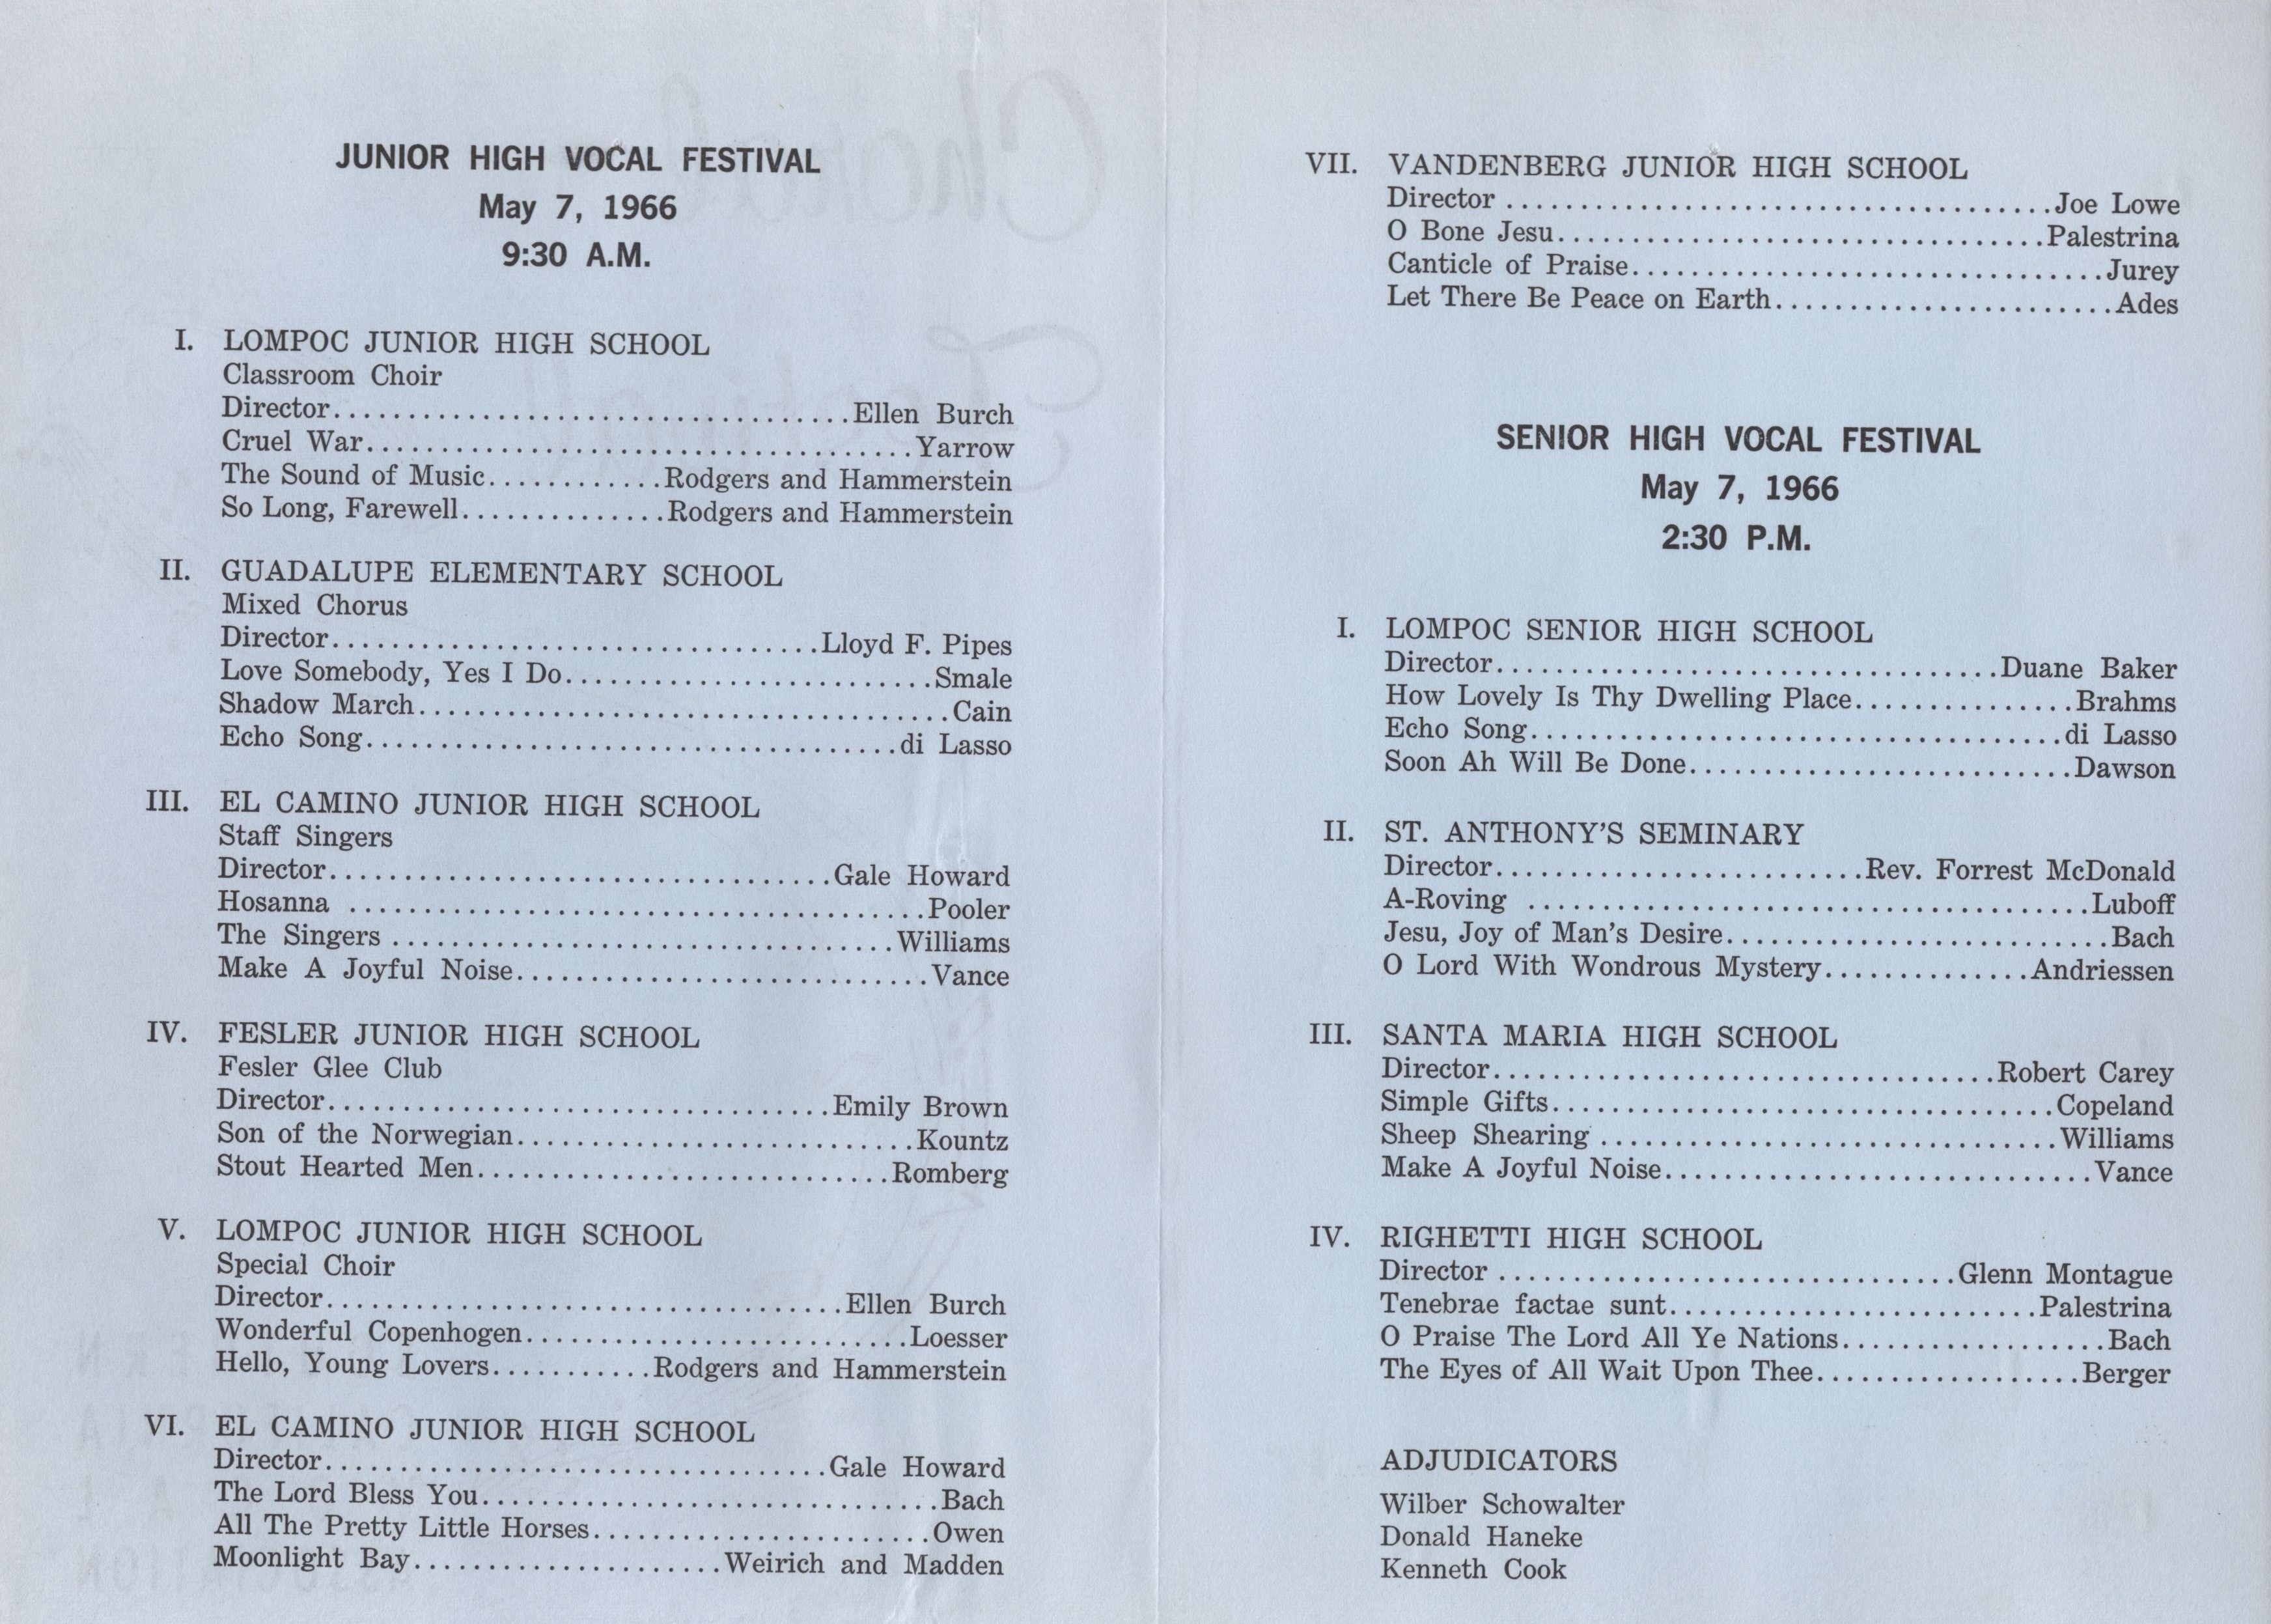 JUNIOR HIGH VOCAL FESTIVAL
May 7, 1966
9:30 A.M.
I. LOMPOC JUNIOR HIGH SCHOOL
Classroom Choir
Director..................................Ellen Burch
Cruel War....................................Yarrow
The Sound of Music............Rodgers and Hammerstein
So Long, Farewell..............Rodgers and Hammerstein
II. GUADALUPE ELEMENTARY SCHOOL
Mixed Chorus
Director................................Lloyd F. Pipes
Love Somebody, Yes I Do........................Smale
Shadow March...................................Cain
Echo Song...................................di Lasso
III. EL CAMINO JUNIOR HIGH SCHOOL
Staff Singers
Director.................................Gale Howard
Hosanna ......................................Pooler
The Singers .................................Williams
Make A Joyful Noise...........................Vance
IV. FESLER JUNIOR HIGH SCHOOL
Fesler Glee Club
Director.................................Emily Brown
Son of the Norwegian..........................Kountz
Stout Hearted Men...........................Romberg
V. LOMPOC JUNIOR HIGH SCHOOL
Special Choir
Director..................................Ellen Burch
Wonderful Copenhogen.........................Loesser
Hello, Young Lovers...........Rodgers and Hammerstein
VI. EL CAMINO JUNIOR HIGH SCHOOL
Director.................................Gale Howard
The Lord Bless You..............................Bach
All The Pretty Little Horses......................Owen
Moonlight Bay....................Weirich and Madden
VII. VANDENBERG JUNIOR HIGH SCHOOL
Director ....................................Joe Lowe
O Bone Jesu................................Palestrina
Canticle of Praise...............................Jurey
Let There Be Peace on Earth......................Ades
SENIOR HIGH VOCAL FESTIVAL
May 7, 1966
2:30 P.M.
I. LOMPOC SENIOR HIGH SCHOOL
Director.................................Duane Baker
How Lovely Is Thy Dwelling Place..............Brahms
Echo Song...................................di Lasso
Soon Ah Will Be Done.........................Dawson
II. ST. ANTHONY'S SEMINARY
Director........................Rev. Forrest McDonald
A-Roving .....................................Luboff
Jesu, Joy of Man's Desire.........................Bach
O Lord With Wondrous Mystery.............Andriessen
III. SANTA MARIA HIGH SCHOOL
Director.................................Robert Carey
Simple Gifts.................................Copeland
Sheep Shearing ..............................Williams
Make A Joyful Noise............................Vance
IV. RIGHETTI HIGH SCHOOL
Director ..............................Glenn Montague
Tenebrae factae sunt........................Palestrina
O Praise The Lord All Ye Nations.................Bach
The Eyes of All Wait Upon Thee.................Berger
ADJUDICATORS
Wilber Schowalter
Donald Haneke
Kenneth Cook